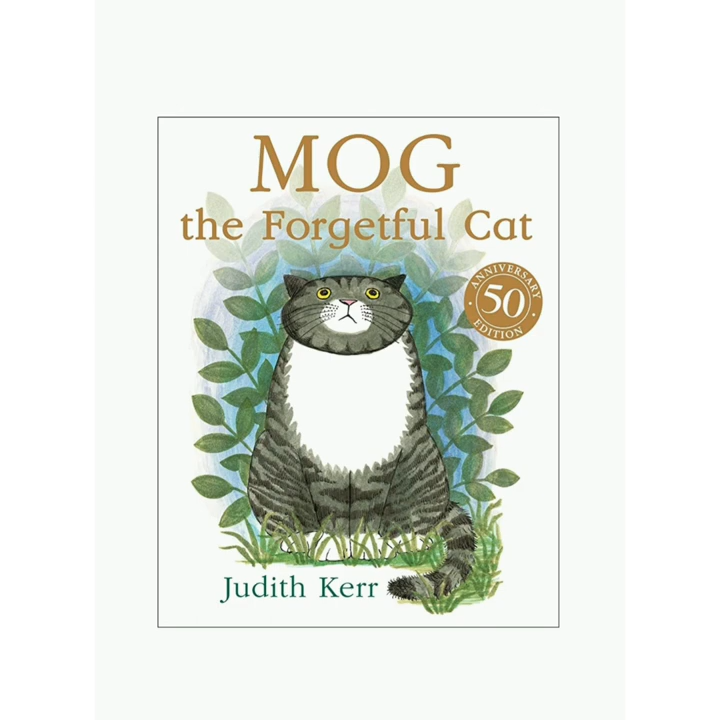 MOG
the Forgetful Cat
ANNIVERSARY
50
EDITION
Judith Kerr